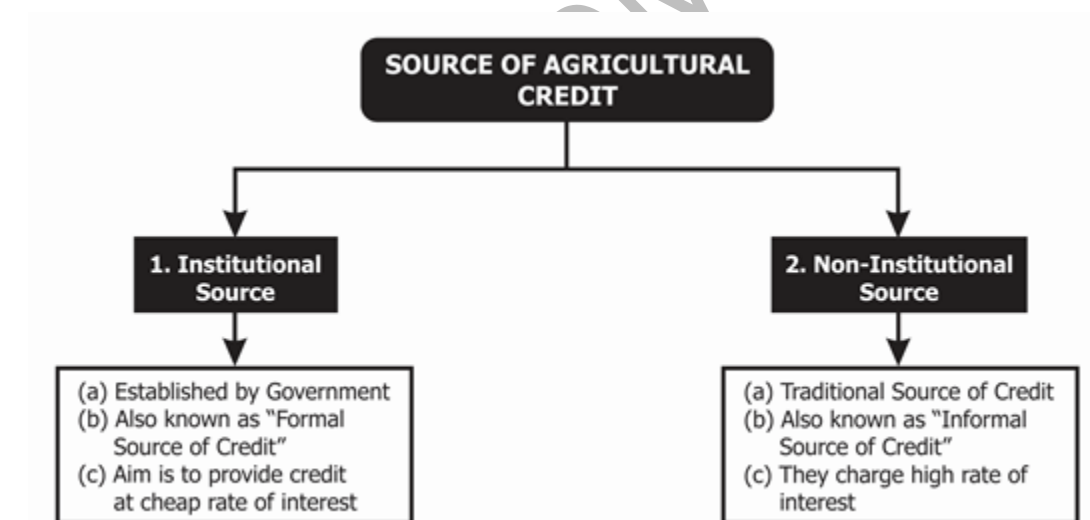 SOURCE OF AGRICULTURAL
CREDIT
1. Institutional
Source
2. Non-Institutional
Source
(a) Established by Government
(b) Also known as “Formal
Source of Credit”
(c) Aim is to provide credit
at cheap rate of interest
(a) Traditional Source of Credit
(b) Also known as “Informal
Source of Credit”
(c) They charge high rate of
interest